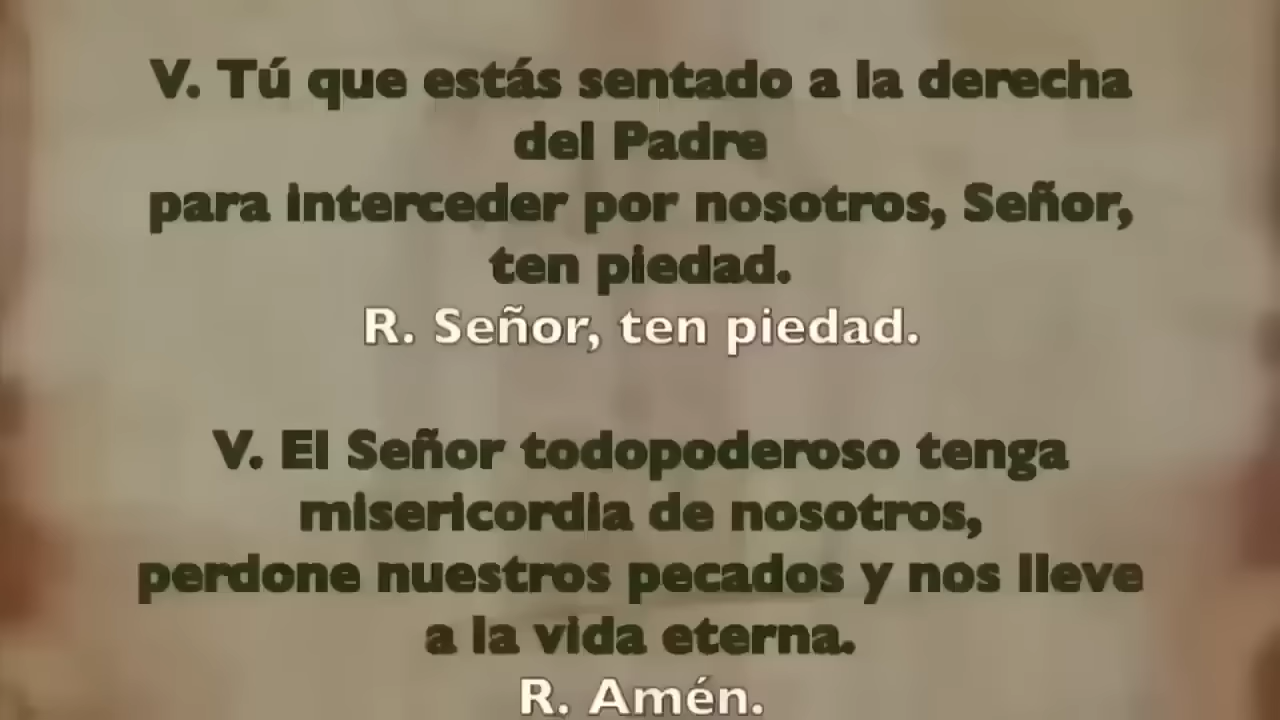 V. Tú que estás sentado a la derecha
del Padre
para interceder por nosotros, Señor,
ten piedad.
R. Señor, ten piedad.
V. El Señor todopoderoso tenga
misericordia de nosotros,
perdone nuestros pecados y nos lleve
a la vida eterna.
R. Amén.